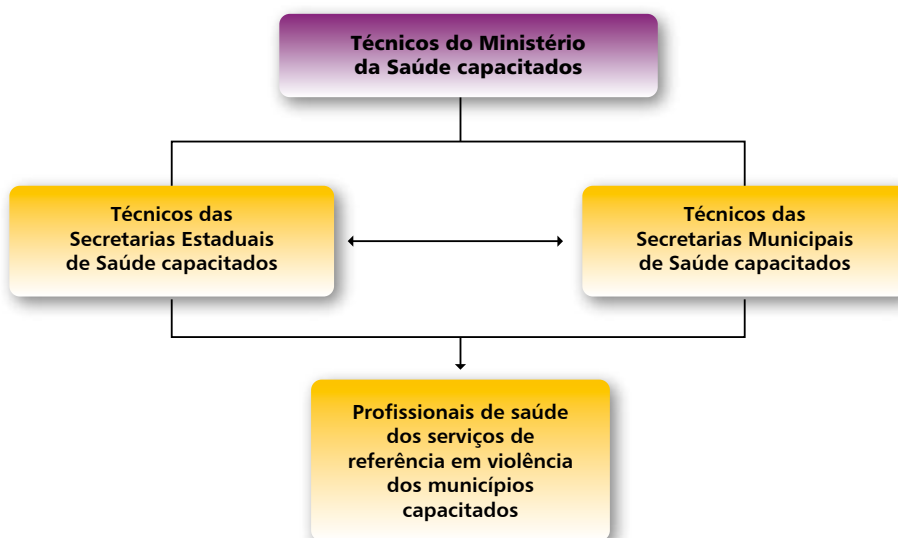 Técnicos do Ministério
da Saúde capacitados
Técnicos das
Secretarias Estaduais
de Saúde capacitados
Técnicos das
Secretarias Municipais
de Saúde capacitados
Profissionais de saúde
dos serviços de
referência em violência
dos municípios
capacitados